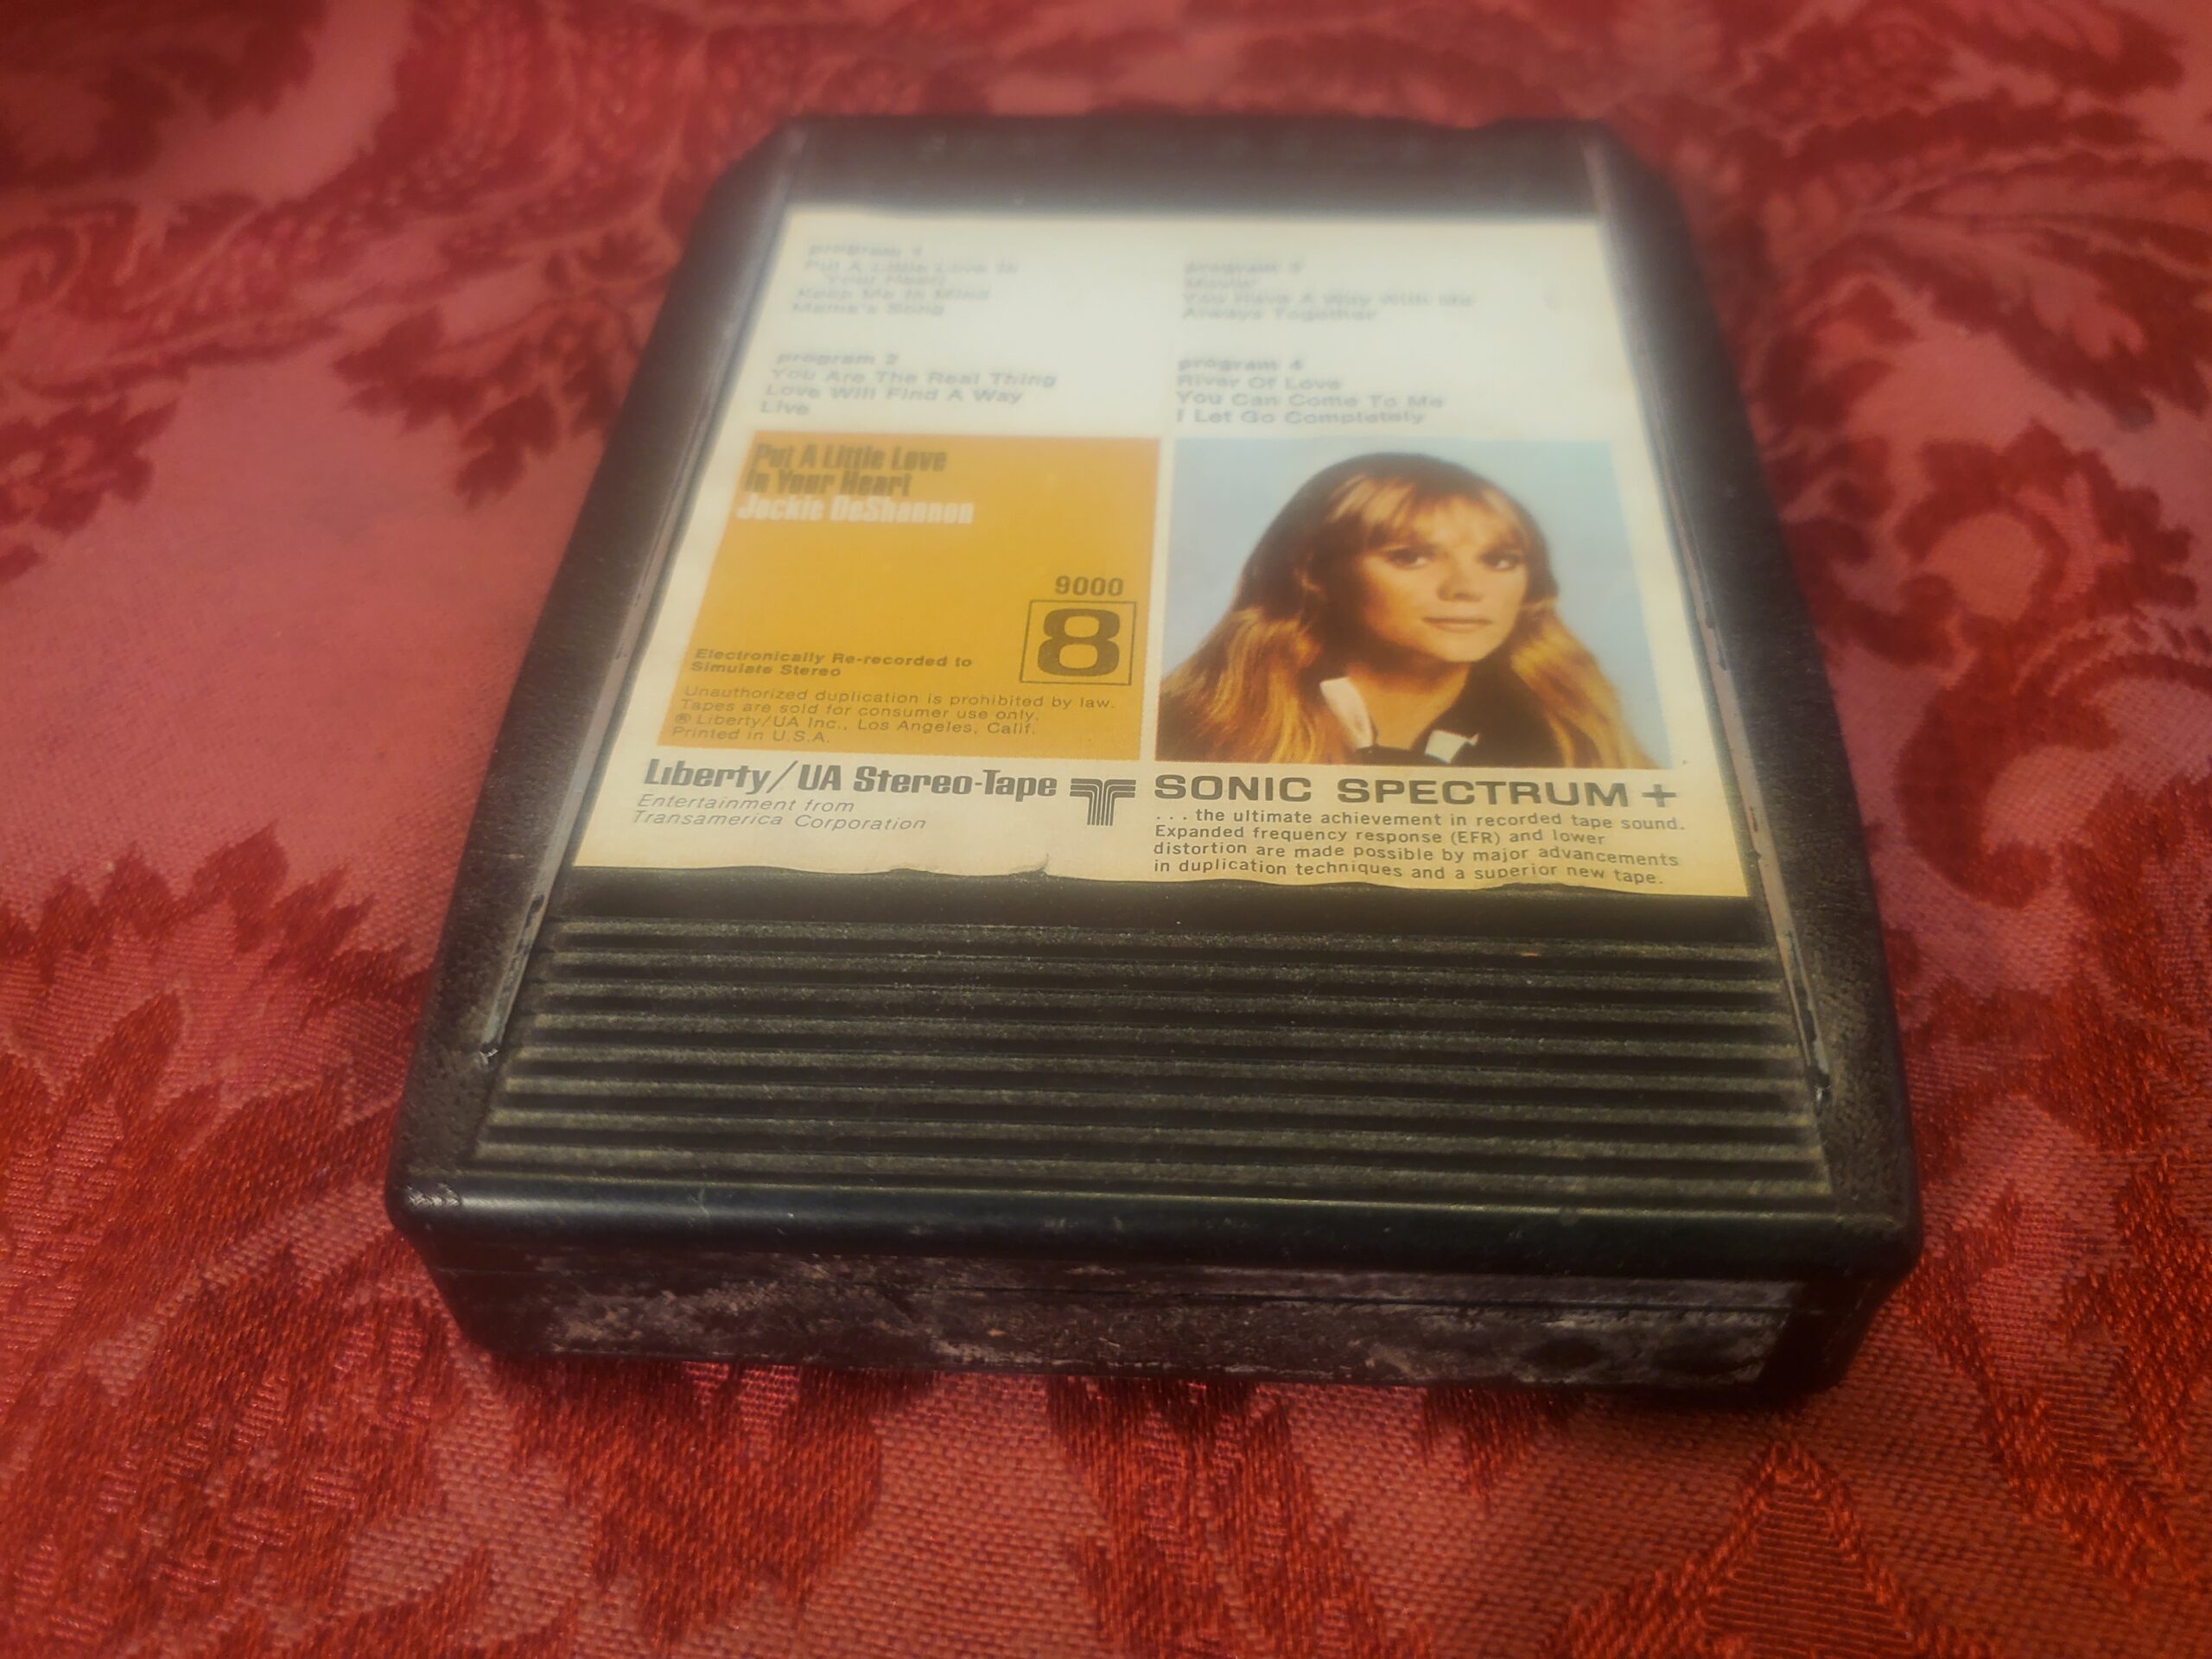 program 1
Put A Little Love In
Your Heart
Keep Me In Mind
Mama's Song
program 2
You Are The Real Thing
Love Will Find A Way
Live
program 3
Movin'
You Have A Way With Me
Always Together
program 4
River Of Love
You Can Come To Me
I Let Go Completely
Put A Little Love
In Your Heart
Jackie DeShannon
9000
8
Electronically Re-recorded to
Simulate Stereo
Unauthorized duplication is prohibited by law.
Tapes are sold for consumer use only.
® Liberty/UA Inc., Los Angeles, Calif.
Printed in U.S.A.
Liberty/UA Stereo-Tape
Entertainment from
Transamerica Corporation
SONIC SPECTRUM +
... the ultimate achievement in recorded tape sound.
Expanded frequency response (EFR) and lower
distortion are made possible by major advancements
in duplication techniques and a superior new tape.